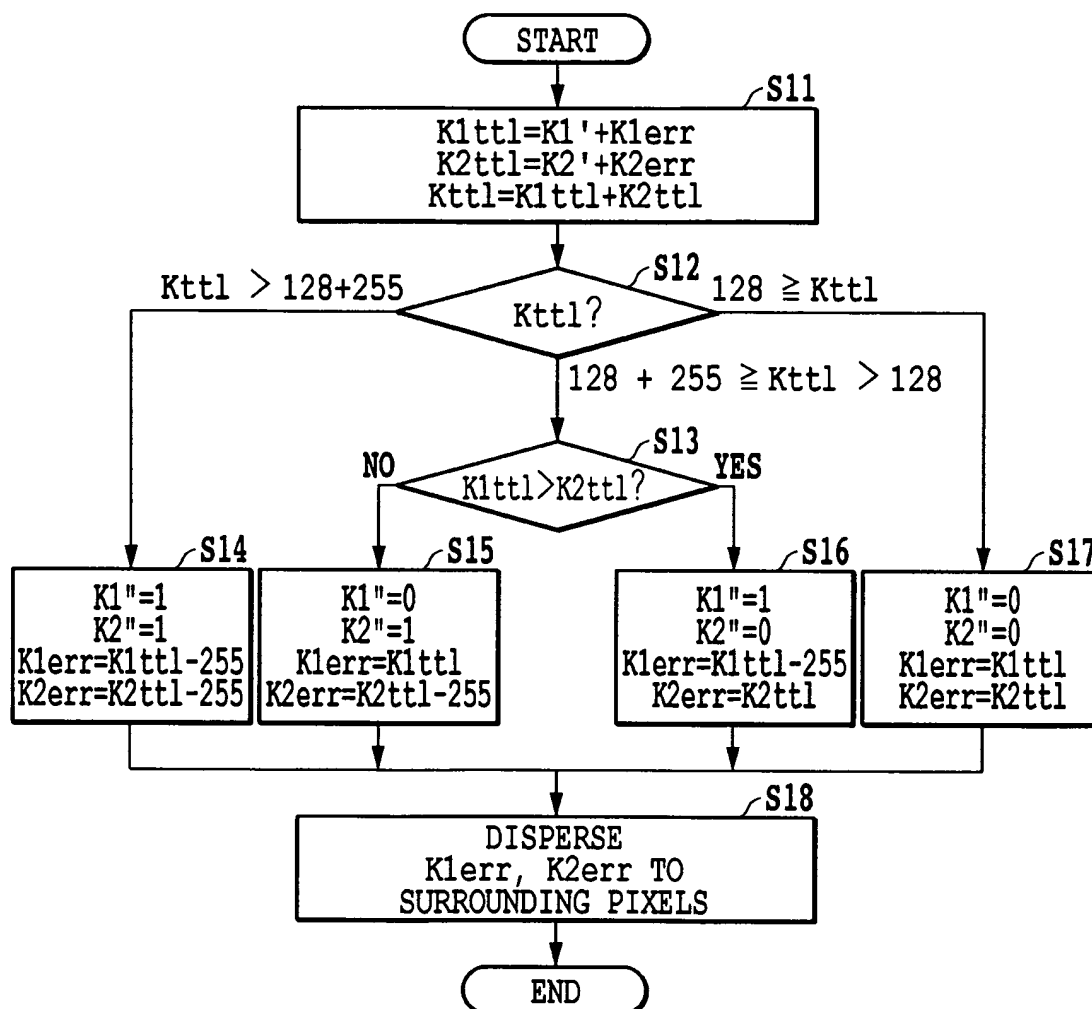 START
S11
K1ttl=K1'+K1err
K2ttl=K2'+K2err
Kttl=K1ttl+K2ttl
S12
Kttl > 128+255
Kttl?
128 ≧ Kttl
128 + 255 ≧ Kttl > 128
S13
NO
K1ttl>K2ttl?
YES
S14
K1"=1
K2"=1
K1err=K1ttl-255
K2err=K2ttl-255
S15
K1"=0
K2"=1
K1err=K1ttl
K2err=K2ttl-255
S16
K1"=1
K2"=0
K1err=K1ttl-255
K2err=K2ttl
S17
K1"=0
K2"=0
K1err=K1ttl
K2err=K2ttl
S18
DISPERSE
K1err, K2err TO
SURROUNDING PIXELS
END